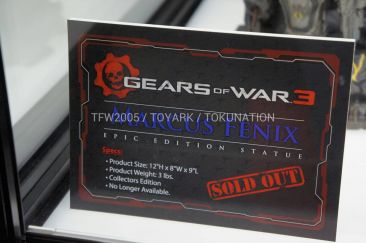 GEARS OF WAR 3
TFW2005 / TOYARK / TOKUNATION
MARCUS FENIX
EPIC EDITION STATUE
Specs:
• Product Size: 12"H x 8"W x 9"L
• Product Weight: 3 lbs.
• Collectors Edition
• No Longer Available.
SOLD OUT